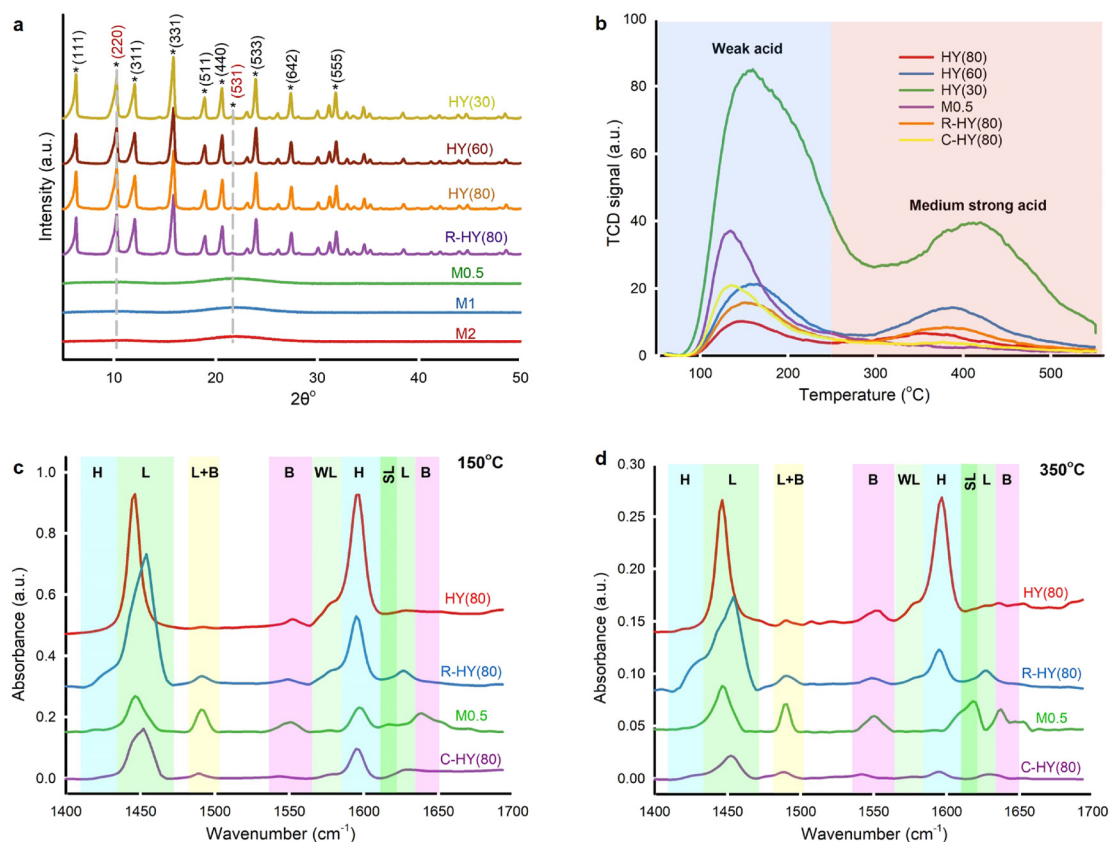 a
Intensity (a.u.)
*(111)
*(220)
*(311)
*(331)
*(511)
*(440)
*(531)
*(533)
*(642)
*(555)
HY(30)
HY(60)
HY(80)
R-HY(80)
M0.5
M1
M2
10 20 30 40 50
2θ°
b
TCD signal (a.u.)
100
80
60
40
20
0
Weak acid
Medium strong acid
HY(80)
HY(60)
HY(30)
M0.5
R-HY(80)
C-HY(80)
100 200 300 400 500
Temperature (°C)
c
Absorbance (a.u.)
1.0
0.8
0.6
0.4
0.2
0.0
H L L+B B WL H SL L B
150°C
HY(80)
R-HY(80)
M0.5
C-HY(80)
1400 1450 1500 1550 1600 1650 1700
Wavenumber (cm⁻¹)
d
Absorbance (a.u.)
0.30
0.25
0.20
0.15
0.10
0.05
0.00
H L L+B B WL H SL L B
350°C
HY(80)
R-HY(80)
M0.5
C-HY(80)
1400 1450 1500 1550 1600 1650 1700
Wavenumber (cm⁻¹)